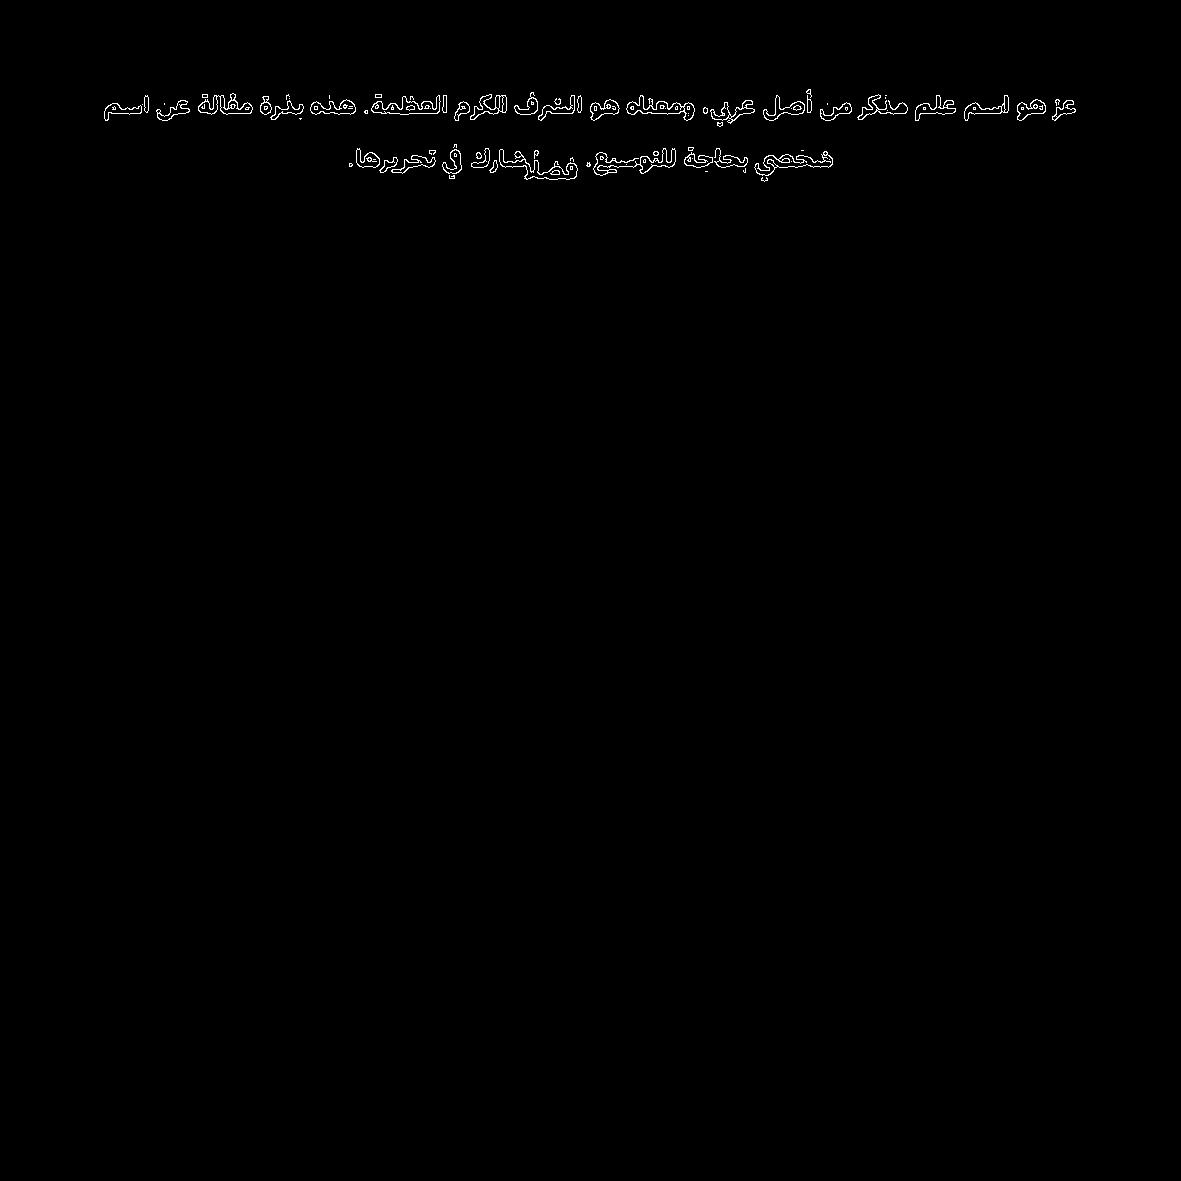 عز هو اسم علم مذكر من أصل عربي، ومعناه هو الشرف الكرم العظمة. هذه بذرة مقالة عن اسم
شخصي بحاجة للتوسيع. فضلًا شارك في تحريرها.